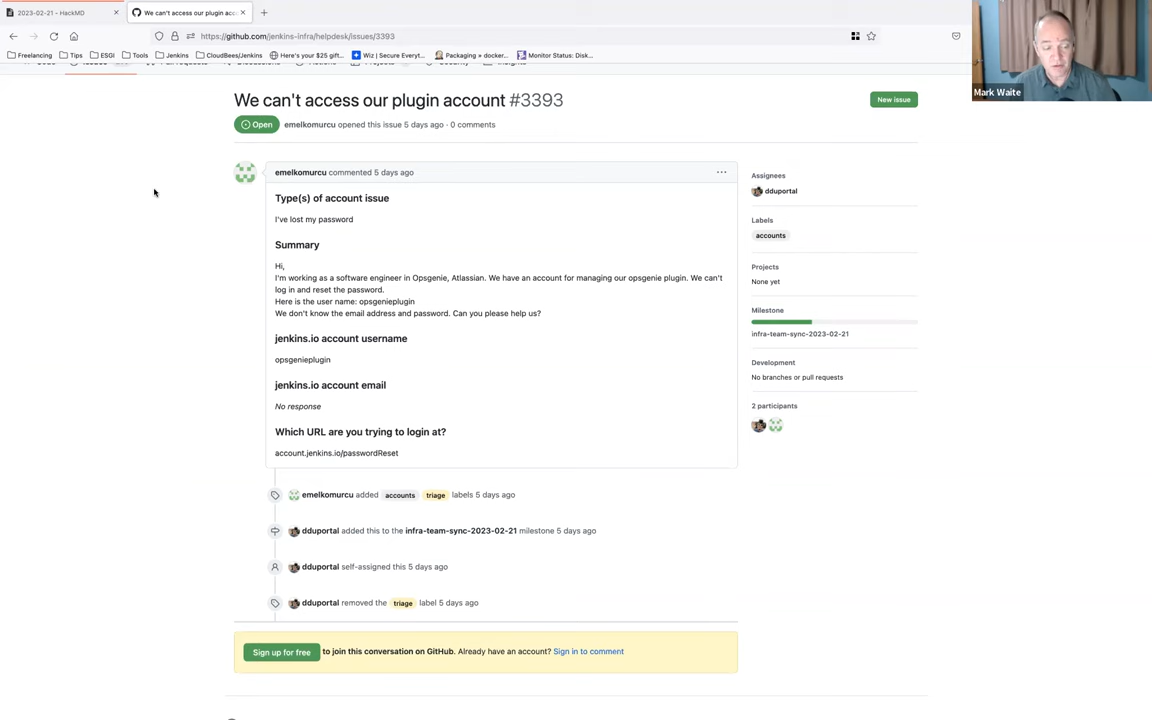 2023-02-21 - HackMD
We can't access our plugin acco
github.com/jenkins-infra/helpdesk/issues/3393
Freelancing
Tips
ESGI
Tools
Jenkins
CloudBees/Jenkins
Here's your $25 gift...
Wiz | Secure Everyt...
Packaging » docker...
Monitor Status: Disk...
Mark Waite
We can't access our plugin account #3393
New issue
Open
emelkomurcu opened this issue 5 days ago · 0 comments
emelkomurcu commented 5 days ago
Type(s) of account issue
I've lost my password
Summary
Hi,
I'm working as a software engineer in Opsgenie, Atlassian. We have an account for managing our opsgenie plugin. We can't
log in and reset the password.
Here is the user name: opsgenieplugin
We don't know the email address and password. Can you please help us?
jenkins.io account username
opsgenieplugin
jenkins.io account email
No response
Which URL are you trying to login at?
account.jenkins.io/passwordReset
Assignees
dduportal
Labels
accounts
Projects
None yet
Milestone
infra-team-sync-2023-02-21
Development
No branches or pull requests
2 participants
emelkomurcu added accounts triage labels 5 days ago
dduportal added this to the infra-team-sync-2023-02-21 milestone 5 days ago
dduportal self-assigned this 5 days ago
dduportal removed the triage label 5 days ago
Sign up for free to join this conversation on GitHub. Already have an account? Sign in to comment